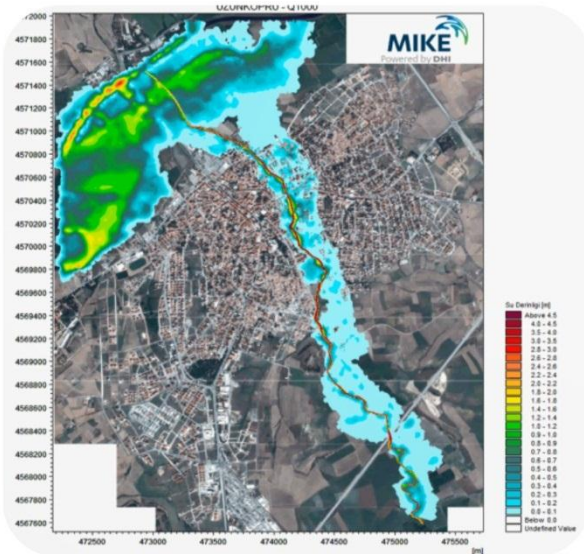 UZUNKOPRU - Q1000
MIKE
Powered by DHI
4572000
4571800
4571600
4571400
4571200
4571000
4570800
4570600
4570400
4570200
4570000
4569800
4569600
4569400
4569200
4569000
4568800
4568600
4568400
4568200
4568000
4567800
4567600
472500
473000
473500
474000
474500
475000
475500
[m]
Su Derinligi [m]
Above 4.5
4.0 - 4.5
3.5 - 4.0
3.0 - 3.5
2.8 - 3.0
2.6 - 2.8
2.4 - 2.6
2.2 - 2.4
2.0 - 2.2
1.8 - 2.0
1.6 - 1.8
1.4 - 1.6
1.2 - 1.4
1.0 - 1.2
0.9 - 1.0
0.8 - 0.9
0.7 - 0.8
0.6 - 0.7
0.5 - 0.6
0.4 - 0.5
0.3 - 0.4
0.2 - 0.3
0.1 - 0.2
0.0 - 0.1
Below 0.0
Undefined Value